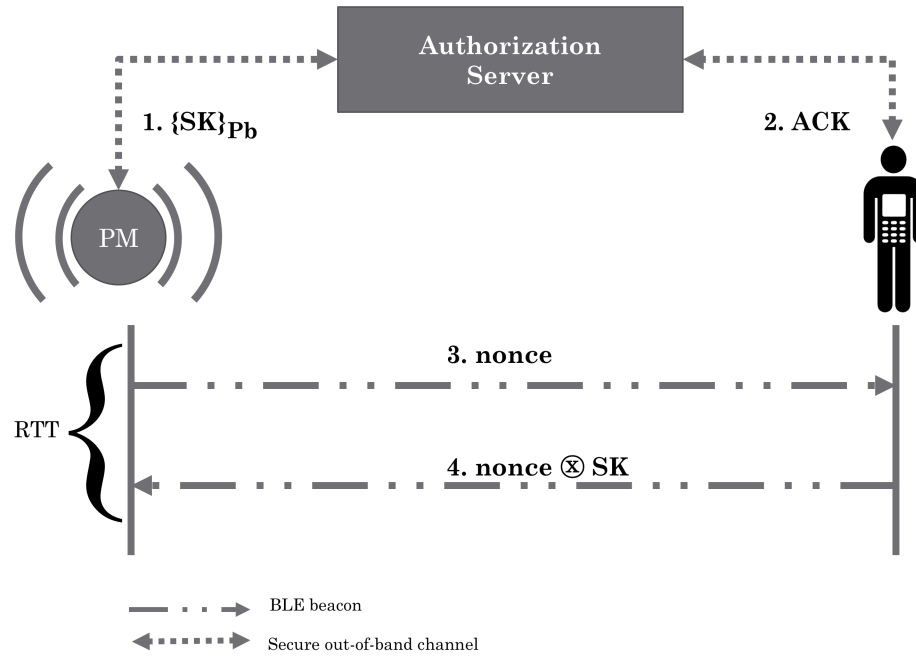 Authorization
Server
1. {SK}Pb
2. ACK
PM
3. nonce
RTT
4. nonce ⓧ SK
BLE beacon
Secure out-of-band channel